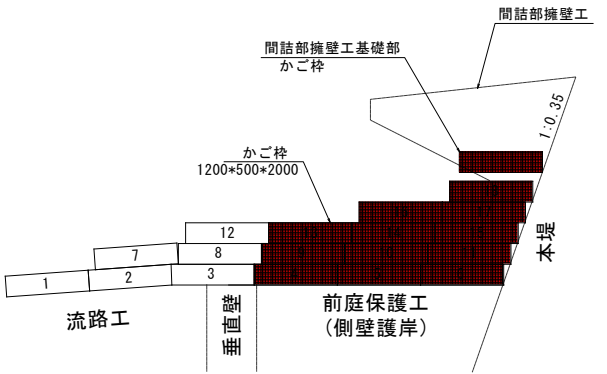 間詰部擁壁工
間詰部擁壁工基礎部
かご枠
1:0.35
かご枠
1200*500*2000
12
7
8
1
2
3
本堤
流路工
垂直壁
前庭保護工
(側壁護岸)